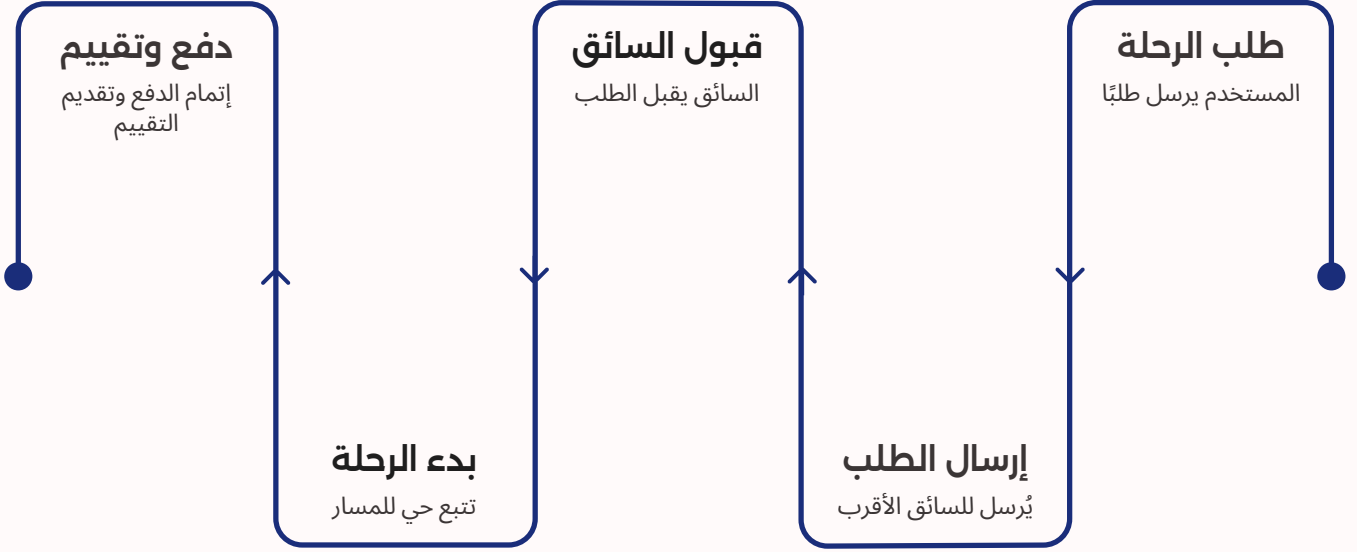 طلب الرحلة
المستخدم يرسل طلبًا
إرسال الطلب
يُرسل للسائق الأقرب
قبول السائق
السائق يقبل الطلب
بدء الرحلة
تتبع حي للمسار
دفع وتقييم
إتمام الدفع وتقديم
التقييم